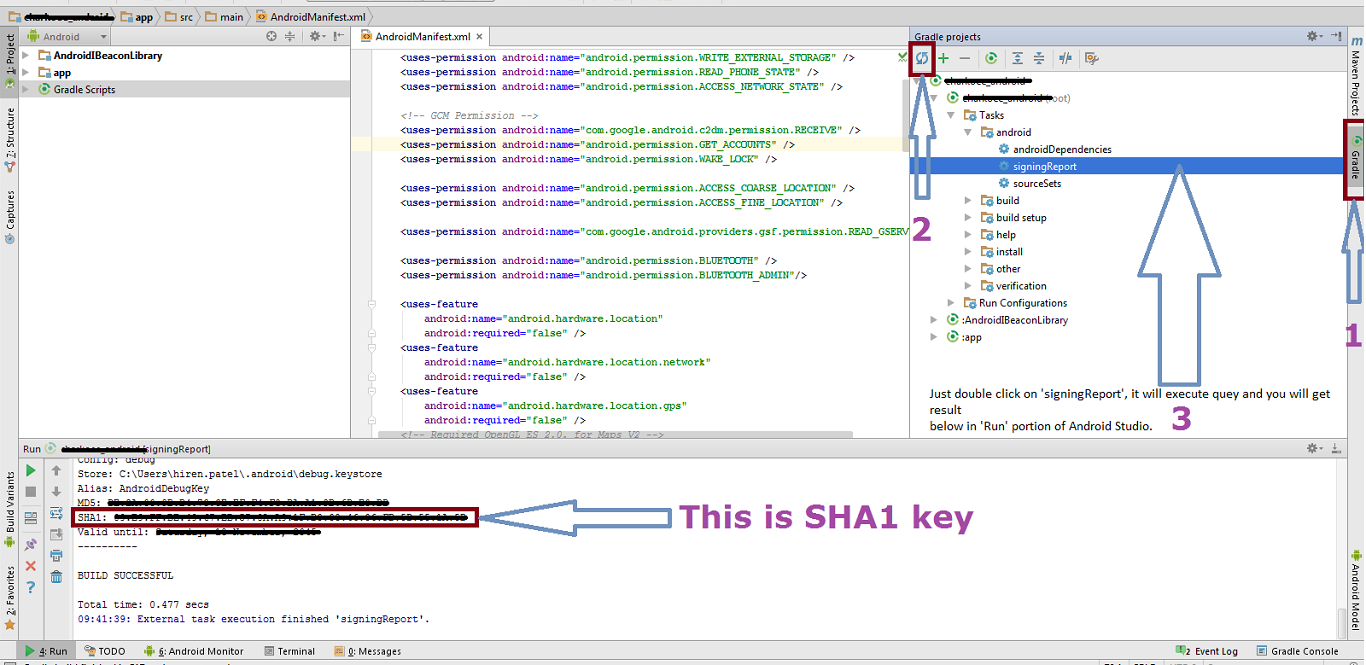 app src main AndroidManifest.xml
1: Project
Android
AndroidManifest.xml
Gradle projects
AndroidIBeaconLibrary
app
Gradle Scripts
7: Structure
Captures
Build Variants
2: Favorites
<uses-permission android:name="android.permission.WRITE_EXTERNAL_STORAGE" />
<uses-permission android:name="android.permission.READ_PHONE_STATE" />
<uses-permission android:name="android.permission.ACCESS_NETWORK_STATE" />
<!-- GCM Permission -->
<uses-permission android:name="com.google.android.c2dm.permission.RECEIVE" />
<uses-permission android:name="android.permission.GET_ACCOUNTS" />
<uses-permission android:name="android.permission.WAKE_LOCK" />
<uses-permission android:name="android.permission.ACCESS_COARSE_LOCATION" />
<uses-permission android:name="android.permission.ACCESS_FINE_LOCATION" />
<uses-permission android:name="com.google.android.providers.gsf.permission.READ_GSERV
<uses-permission android:name="android.permission.BLUETOOTH" />
<uses-permission android:name="android.permission.BLUETOOTH_ADMIN"/>
<uses-feature
android:name="android.hardware.location"
android:required="false" />
<uses-feature
android:name="android.hardware.location.network"
android:required="false" />
<uses-feature
android:name="android.hardware.location.gps"
android:required="false" />
<!-- Required OpenGL ES 2.0. for Maps V2 -->
(root)
Tasks
android
androidDependencies
signingReport
sourceSets
build
build setup
help
install
other
verification
Run Configurations
:AndroidIBeaconLibrary
:app
2
1
Just double click on 'signingReport', it will execute quey and you will get
result
below in 'Run' portion of Android Studio.
3
Maven Projects
Gradle
Android Model
Run [signingReport]
Config: debug
Store: C:\Users\hiren.patel\.android\debug.keystore
Alias: AndroidDebugKey
MD5:
SHA1:
This is SHA1 key
Valid until:
----------
BUILD SUCCESSFUL
Total time: 0.477 secs
09:41:39: External task execution finished 'signingReport'.
4: Run TODO 6: Android Monitor Terminal 0: Messages 2 Event Log Gradle Console